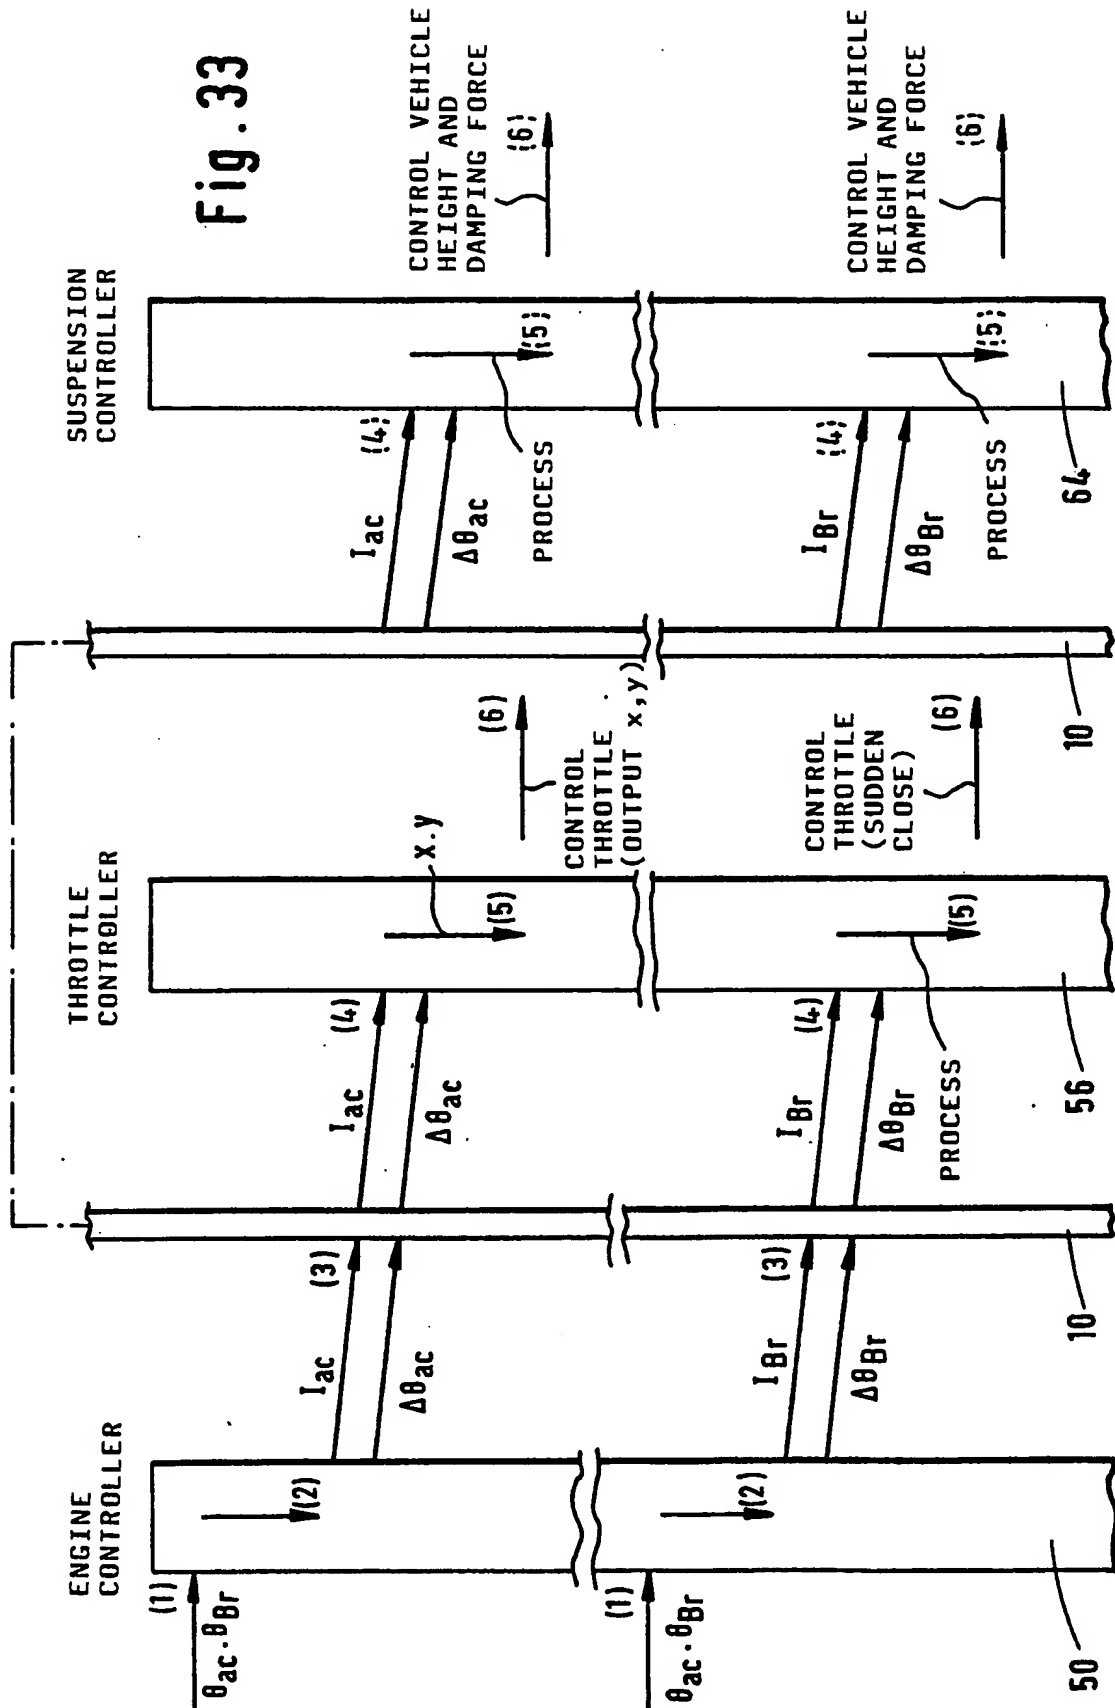 Fig. 33
ENGINE
CONTROLLER
THROTTLE
CONTROLLER
SUSPENSION
CONTROLLER
(1)
θac·θBr
(2)
Iac
(3)
Δθac
Iac
(4)
Δθac
x.y
(5)
(6)
CONTROL
THROTTLE
(OUTPUT x,y)
Iac
(4)
Δθac
PROCESS
(5)
CONTROL VEHICLE
HEIGHT AND
DAMPING FORCE
(6)
(1)
θac·θBr
(2)
IBr
(3)
ΔθBr
IBr
(4)
ΔθBr
PROCESS
(5)
CONTROL
THROTTLE
(SUDDEN
CLOSE)
(6)
IBr
(4)
ΔθBr
PROCESS
(5)
CONTROL VEHICLE
HEIGHT AND
DAMPING FORCE
(6)
50
10
56
10
64